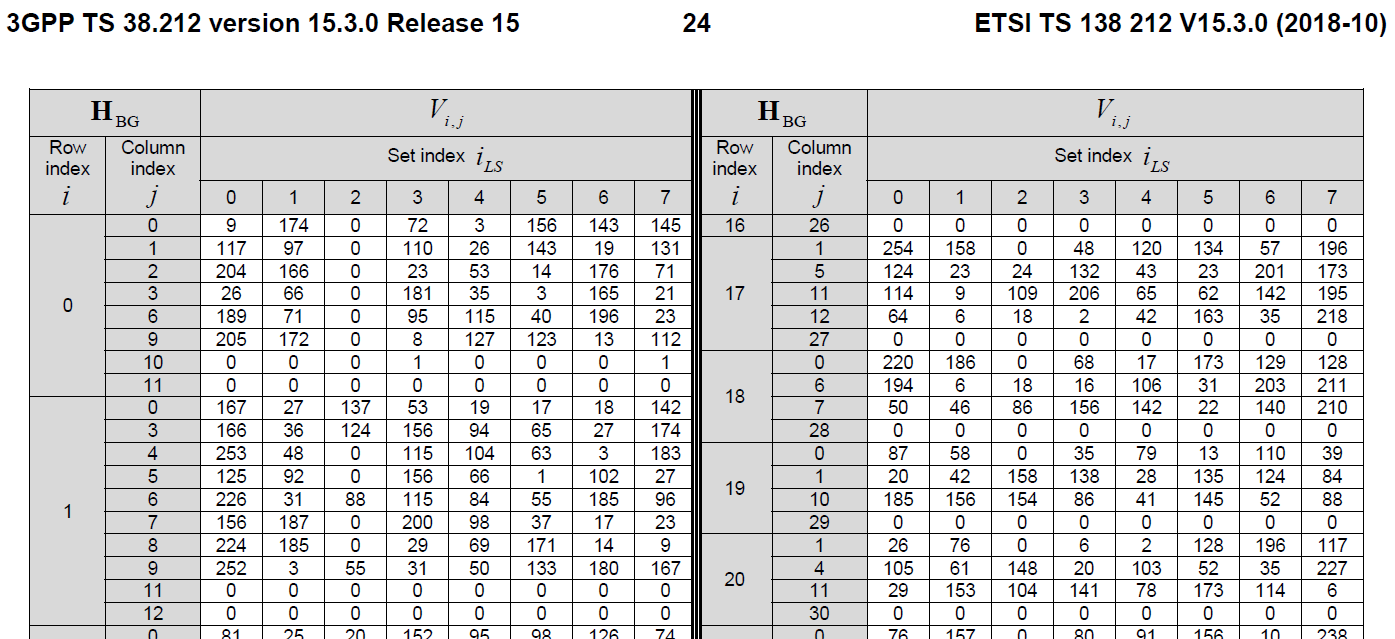 3GPP TS 38.212 version 15.3.0 Release 15 24 ETSI TS 138 212 V15.3.0 (2018-10)
H BG V i,j H BG V i,j
Row index i Column index j Set index i LS Row index i Column index j Set index i LS
0 1 2 3 4 5 6 7 0 1 2 3 4 5 6 7
0 0 9 174 0 72 3 156 143 145 16 26 0 0 0 0 0 0 0 0
1 117 97 0 110 26 143 19 131 17 1 254 158 0 48 120 134 57 196
2 204 166 0 23 53 14 176 71 5 124 23 24 132 43 23 201 173
3 26 66 0 181 35 3 165 21 11 114 9 109 206 65 62 142 195
6 189 71 0 95 115 40 196 23 12 64 6 18 2 42 163 35 218
9 205 172 0 8 127 123 13 112 27 0 0 0 0 0 0 0 0
10 0 0 0 1 0 0 0 1 18 0 220 186 0 68 17 173 129 128
11 0 0 0 0 0 0 0 0 6 194 6 18 16 106 31 203 211
1 0 167 27 137 53 19 17 18 142 7 50 46 86 156 142 22 140 210
3 166 36 124 156 94 65 27 174 28 0 0 0 0 0 0 0 0
4 253 48 0 115 104 63 3 183 19 0 87 58 0 35 79 13 110 39
5 125 92 0 156 66 1 102 27 1 20 42 158 138 28 135 124 84
6 226 31 88 115 84 55 185 96 10 185 156 154 86 41 145 52 88
7 156 187 0 200 98 37 17 23 29 0 0 0 0 0 0 0 0
8 224 185 0 29 69 171 14 9 20 1 26 76 0 6 2 128 196 117
9 252 3 55 31 50 133 180 167 4 105 61 148 20 103 52 35 227
11 0 0 0 0 0 0 0 0 11 29 153 104 141 78 173 114 6
12 0 0 0 0 0 0 0 0 30 0 0 0 0 0 0 0 0
0 81 25 20 152 95 98 126 74 0 76 157 0 80 91 156 10 238